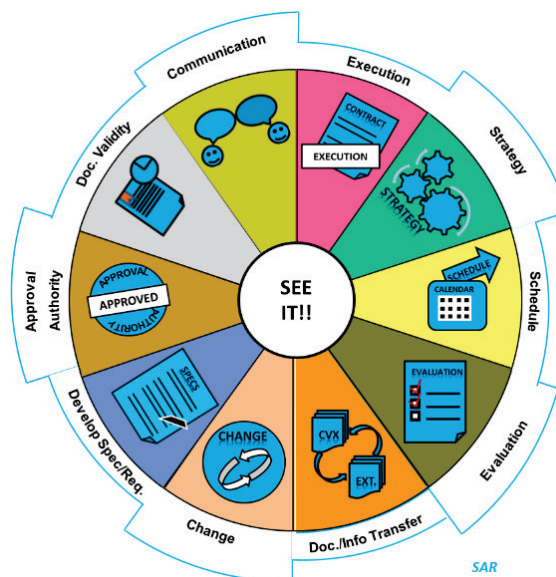 Communication
Execution
Strategy
Schedule
Evaluation
Doc./Info Transfer
Change
Develop Spec/Req.
Approval
Authority
Doc. Validity
CONTRACT
EXECUTION
STRATEGY
SCHEDULE
CALENDAR
EVALUATION
CVX
EXT.
CHANGE
SPECS
APPROVAL
APPROVED
AUTHORITY
SEE
IT!!
SAR